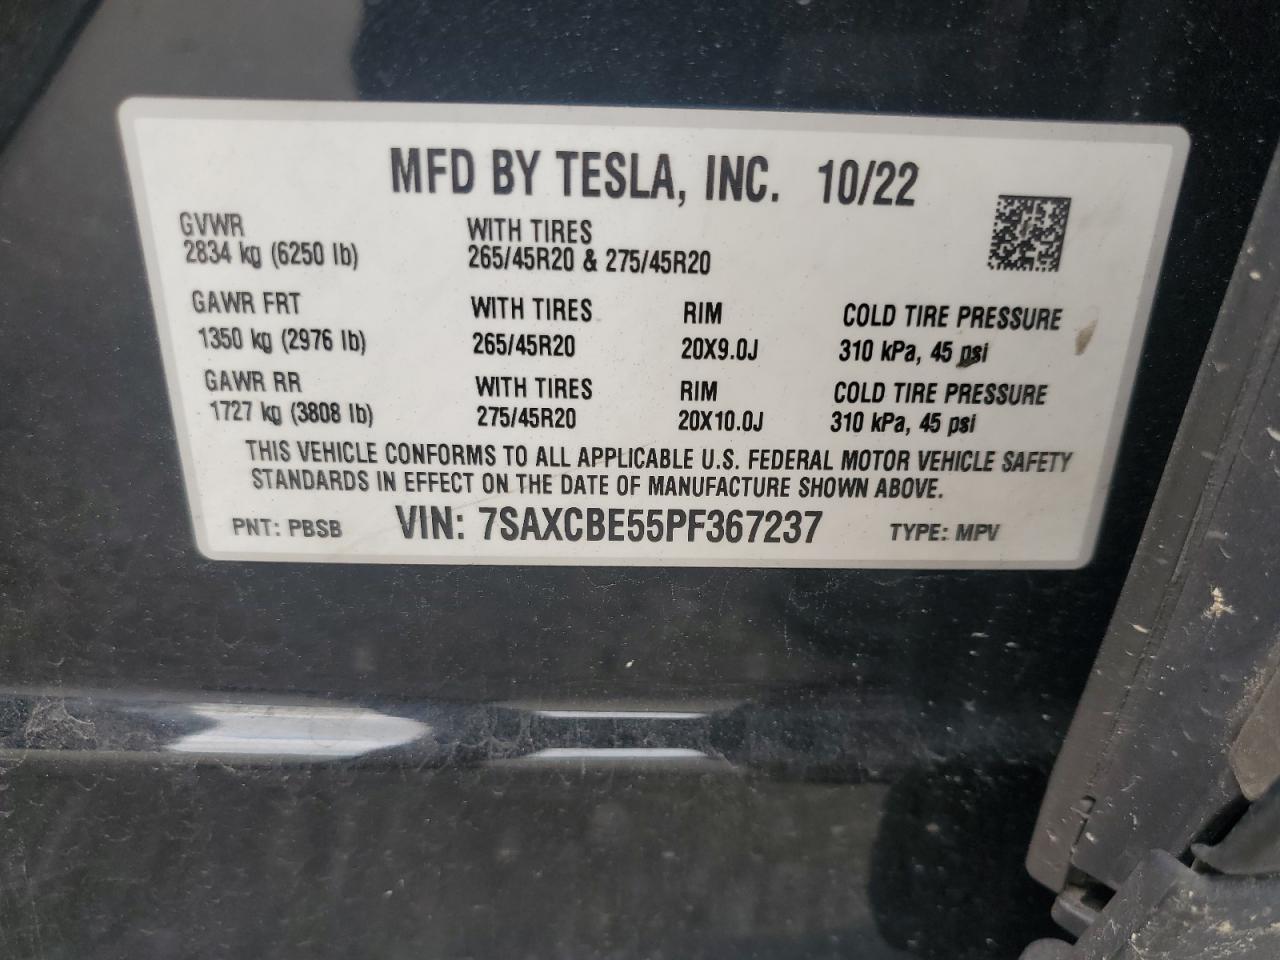 MFD BY TESLA, INC. 10/22
GVWR WITH TIRES
2834 kg (6250 lb) 265/45R20 & 275/45R20
GAWR FRT WITH TIRES RIM COLD TIRE PRESSURE
1350 kg (2976 lb) 265/45R20 20X9.0J 310 kPa, 45 psi
GAWR RR WITH TIRES RIM COLD TIRE PRESSURE
1727 kg (3808 lb) 275/45R20 20X10.0J 310 kPa, 45 psi
THIS VEHICLE CONFORMS TO ALL APPLICABLE U.S. FEDERAL MOTOR VEHICLE SAFETY
STANDARDS IN EFFECT ON THE DATE OF MANUFACTURE SHOWN ABOVE.
PNT: PBSB VIN: 7SAXCBE55PF367237 TYPE: MPV